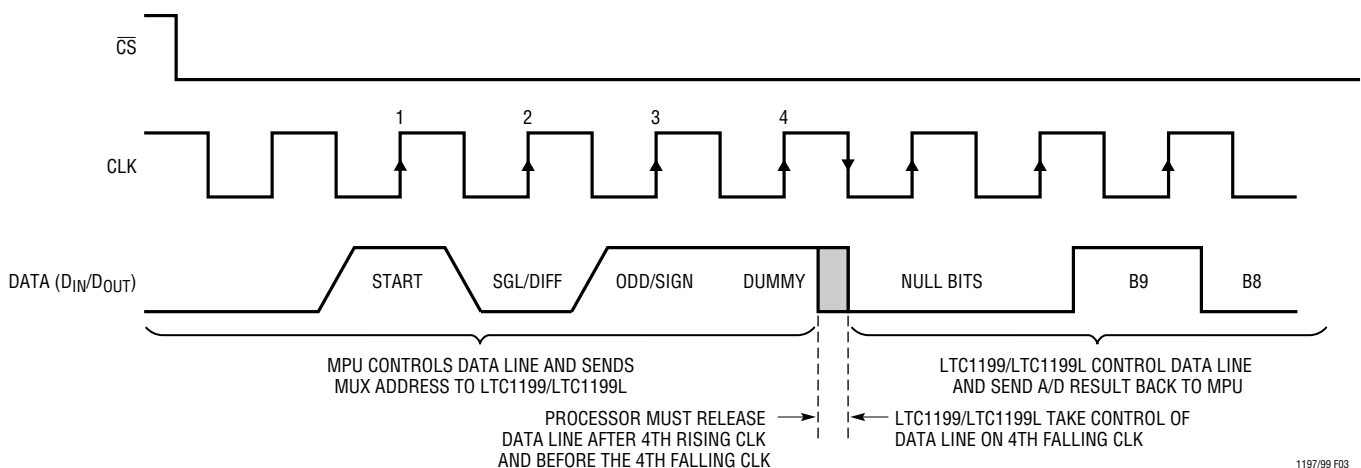 CS
1 2 3 4
CLK
DATA (DIN/DOUT)
START SGL/DIFF ODD/SIGN DUMMY NULL BITS B9 B8
MPU CONTROLS DATA LINE AND SENDS
MUX ADDRESS TO LTC1199/LTC1199L
LTC1199/LTC1199L CONTROL DATA LINE
AND SEND A/D RESULT BACK TO MPU
PROCESSOR MUST RELEASE
DATA LINE AFTER 4TH RISING CLK
AND BEFORE THE 4TH FALLING CLK
LTC1199/LTC1199L TAKE CONTROL OF
DATA LINE ON 4TH FALLING CLK
1197/99 F03